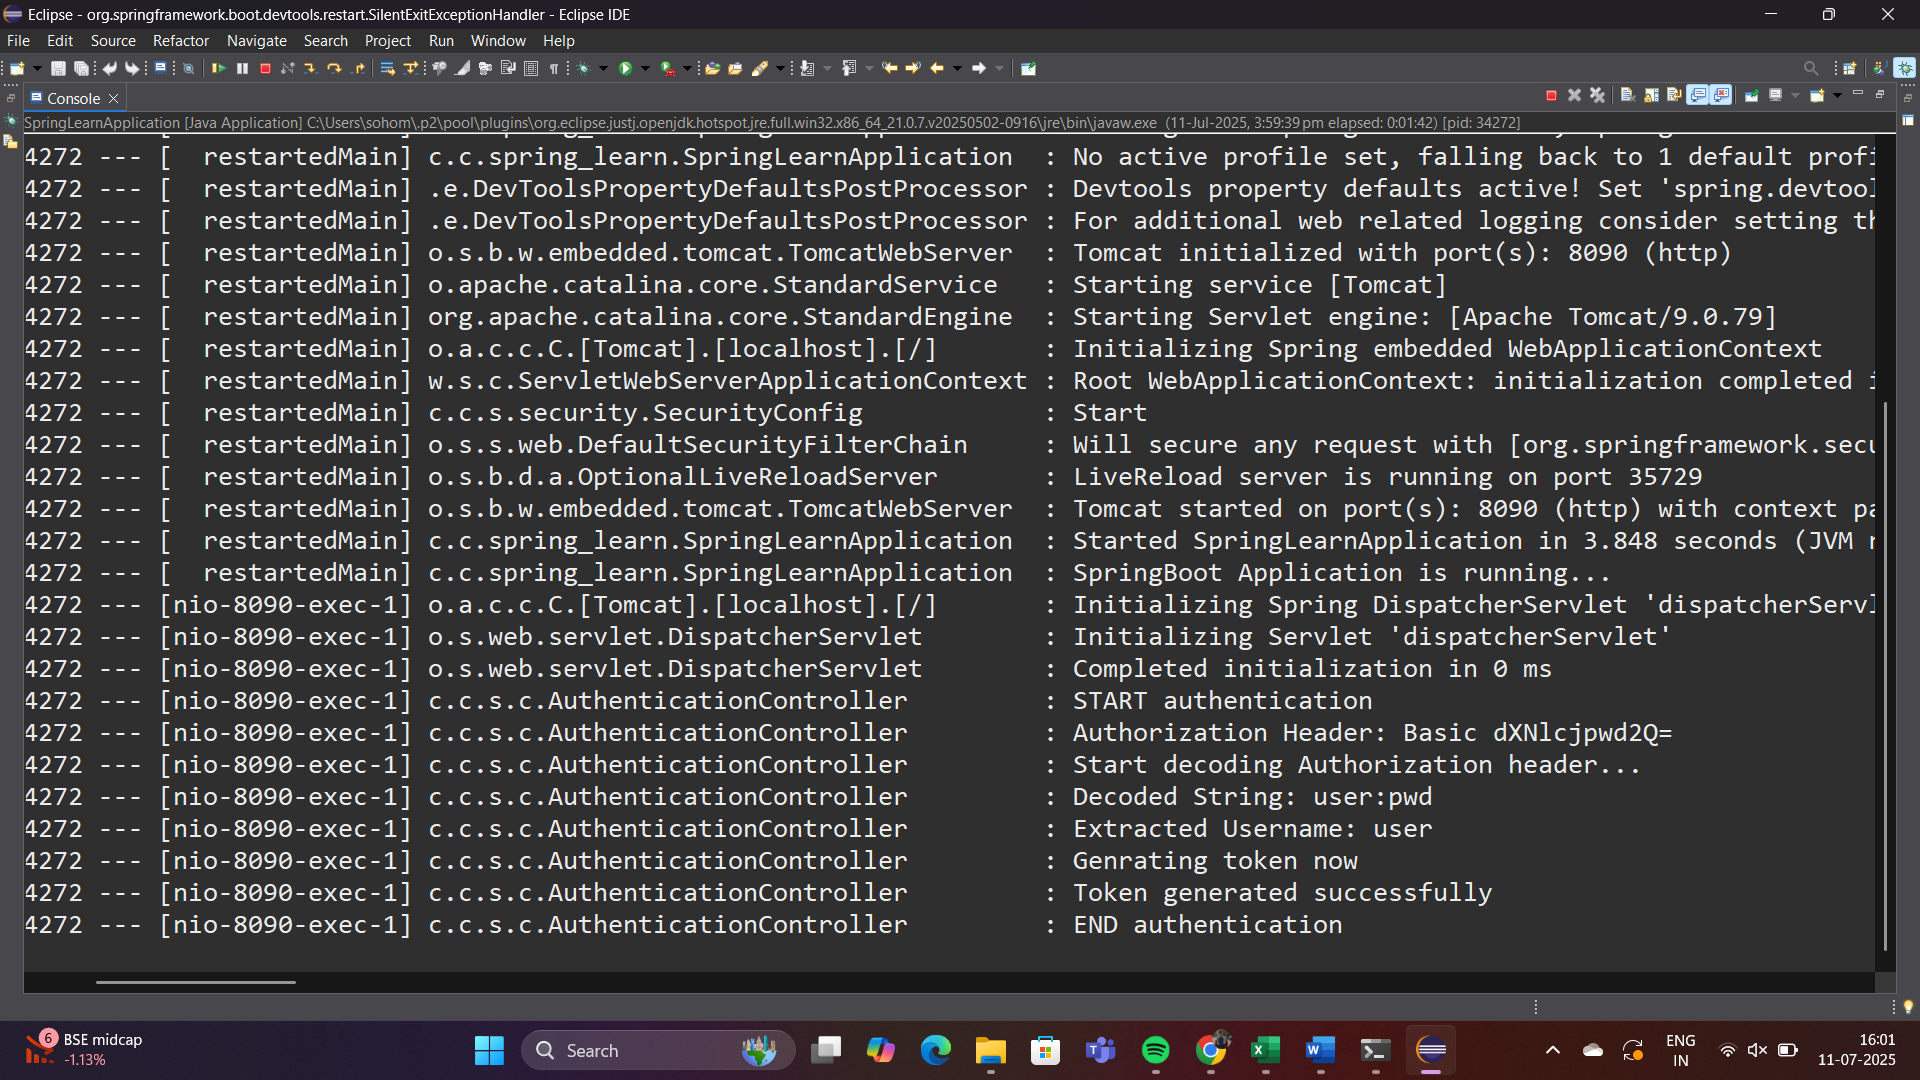 Eclipse - org.springframework.boot.devtools.restart.SilentExitExceptionHandler - Eclipse IDE
File Edit Source Refactor Navigate Search Project Run Window Help
Console
SpringLearnApplication [Java Application] C:\Users\sohom\.p2\pool\plugins\org.eclipse.justj.openjdk.hotspot.jre.full.win32.x86_64_21.0.7.v20250502-0916\jre\bin\javaw.exe (11-Jul-2025, 3:59:39 pm elapsed: 0:01:42) [pid: 34272]
4272 --- [  restartedMain] c.c.spring_learn.SpringLearnApplication  : No active profile set, falling back to 1 default profi
4272 --- [  restartedMain] .e.DevToolsPropertyDefaultsPostProcessor : Devtools property defaults active! Set 'spring.devtool
4272 --- [  restartedMain] .e.DevToolsPropertyDefaultsPostProcessor : For additional web related logging consider setting th
4272 --- [  restartedMain] o.s.b.w.embedded.tomcat.TomcatWebServer  : Tomcat initialized with port(s): 8090 (http)
4272 --- [  restartedMain] o.apache.catalina.core.StandardService   : Starting service [Tomcat]
4272 --- [  restartedMain] org.apache.catalina.core.StandardEngine  : Starting Servlet engine: [Apache Tomcat/9.0.79]
4272 --- [  restartedMain] o.a.c.c.C.[Tomcat].[localhost].[/]       : Initializing Spring embedded WebApplicationContext
4272 --- [  restartedMain] w.s.c.ServletWebServerApplicationContext : Root WebApplicationContext: initialization completed i
4272 --- [  restartedMain] c.c.s.security.SecurityConfig            : Start
4272 --- [  restartedMain] o.s.s.web.DefaultSecurityFilterChain     : Will secure any request with [org.springframework.secu
4272 --- [  restartedMain] o.s.b.d.a.OptionalLiveReloadServer       : LiveReload server is running on port 35729
4272 --- [  restartedMain] o.s.b.w.embedded.tomcat.TomcatWebServer  : Tomcat started on port(s): 8090 (http) with context pa
4272 --- [  restartedMain] c.c.spring_learn.SpringLearnApplication  : Started SpringLearnApplication in 3.848 seconds (JVM r
4272 --- [  restartedMain] c.c.spring_learn.SpringLearnApplication  : SpringBoot Application is running...
4272 --- [nio-8090-exec-1] o.a.c.c.C.[Tomcat].[localhost].[/]       : Initializing Spring DispatcherServlet 'dispatcherServl
4272 --- [nio-8090-exec-1] o.s.web.servlet.DispatcherServlet        : Initializing Servlet 'dispatcherServlet'
4272 --- [nio-8090-exec-1] o.s.web.servlet.DispatcherServlet        : Completed initialization in 0 ms
4272 --- [nio-8090-exec-1] c.c.s.c.AuthenticationController         : START authentication
4272 --- [nio-8090-exec-1] c.c.s.c.AuthenticationController         : Authorization Header: Basic dXNlcjpwd2Q=
4272 --- [nio-8090-exec-1] c.c.s.c.AuthenticationController         : Start decoding Authorization header...
4272 --- [nio-8090-exec-1] c.c.s.c.AuthenticationController         : Decoded String: user:pwd
4272 --- [nio-8090-exec-1] c.c.s.c.AuthenticationController         : Extracted Username: user
4272 --- [nio-8090-exec-1] c.c.s.c.AuthenticationController         : Genrating token now
4272 --- [nio-8090-exec-1] c.c.s.c.AuthenticationController         : Token generated successfully
4272 --- [nio-8090-exec-1] c.c.s.c.AuthenticationController         : END authentication
6
BSE midcap
-1.13%
Search
ENG
IN
16:01
11-07-2025